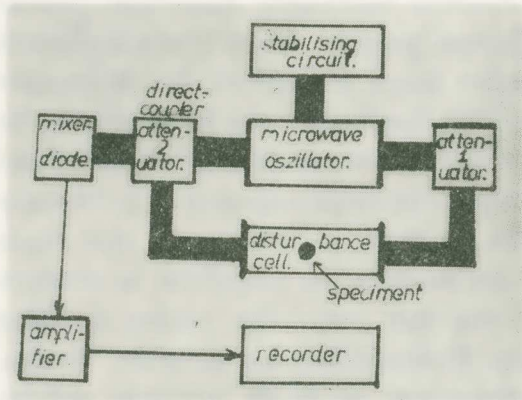 stabilising
circuit.
direct-
coupler
mixer-
diode.
atten-
2
uator.
microwave
oszillator.
atten-
1
uator.
distur bance
cell.
speciment
ampli-
fier.
recorder